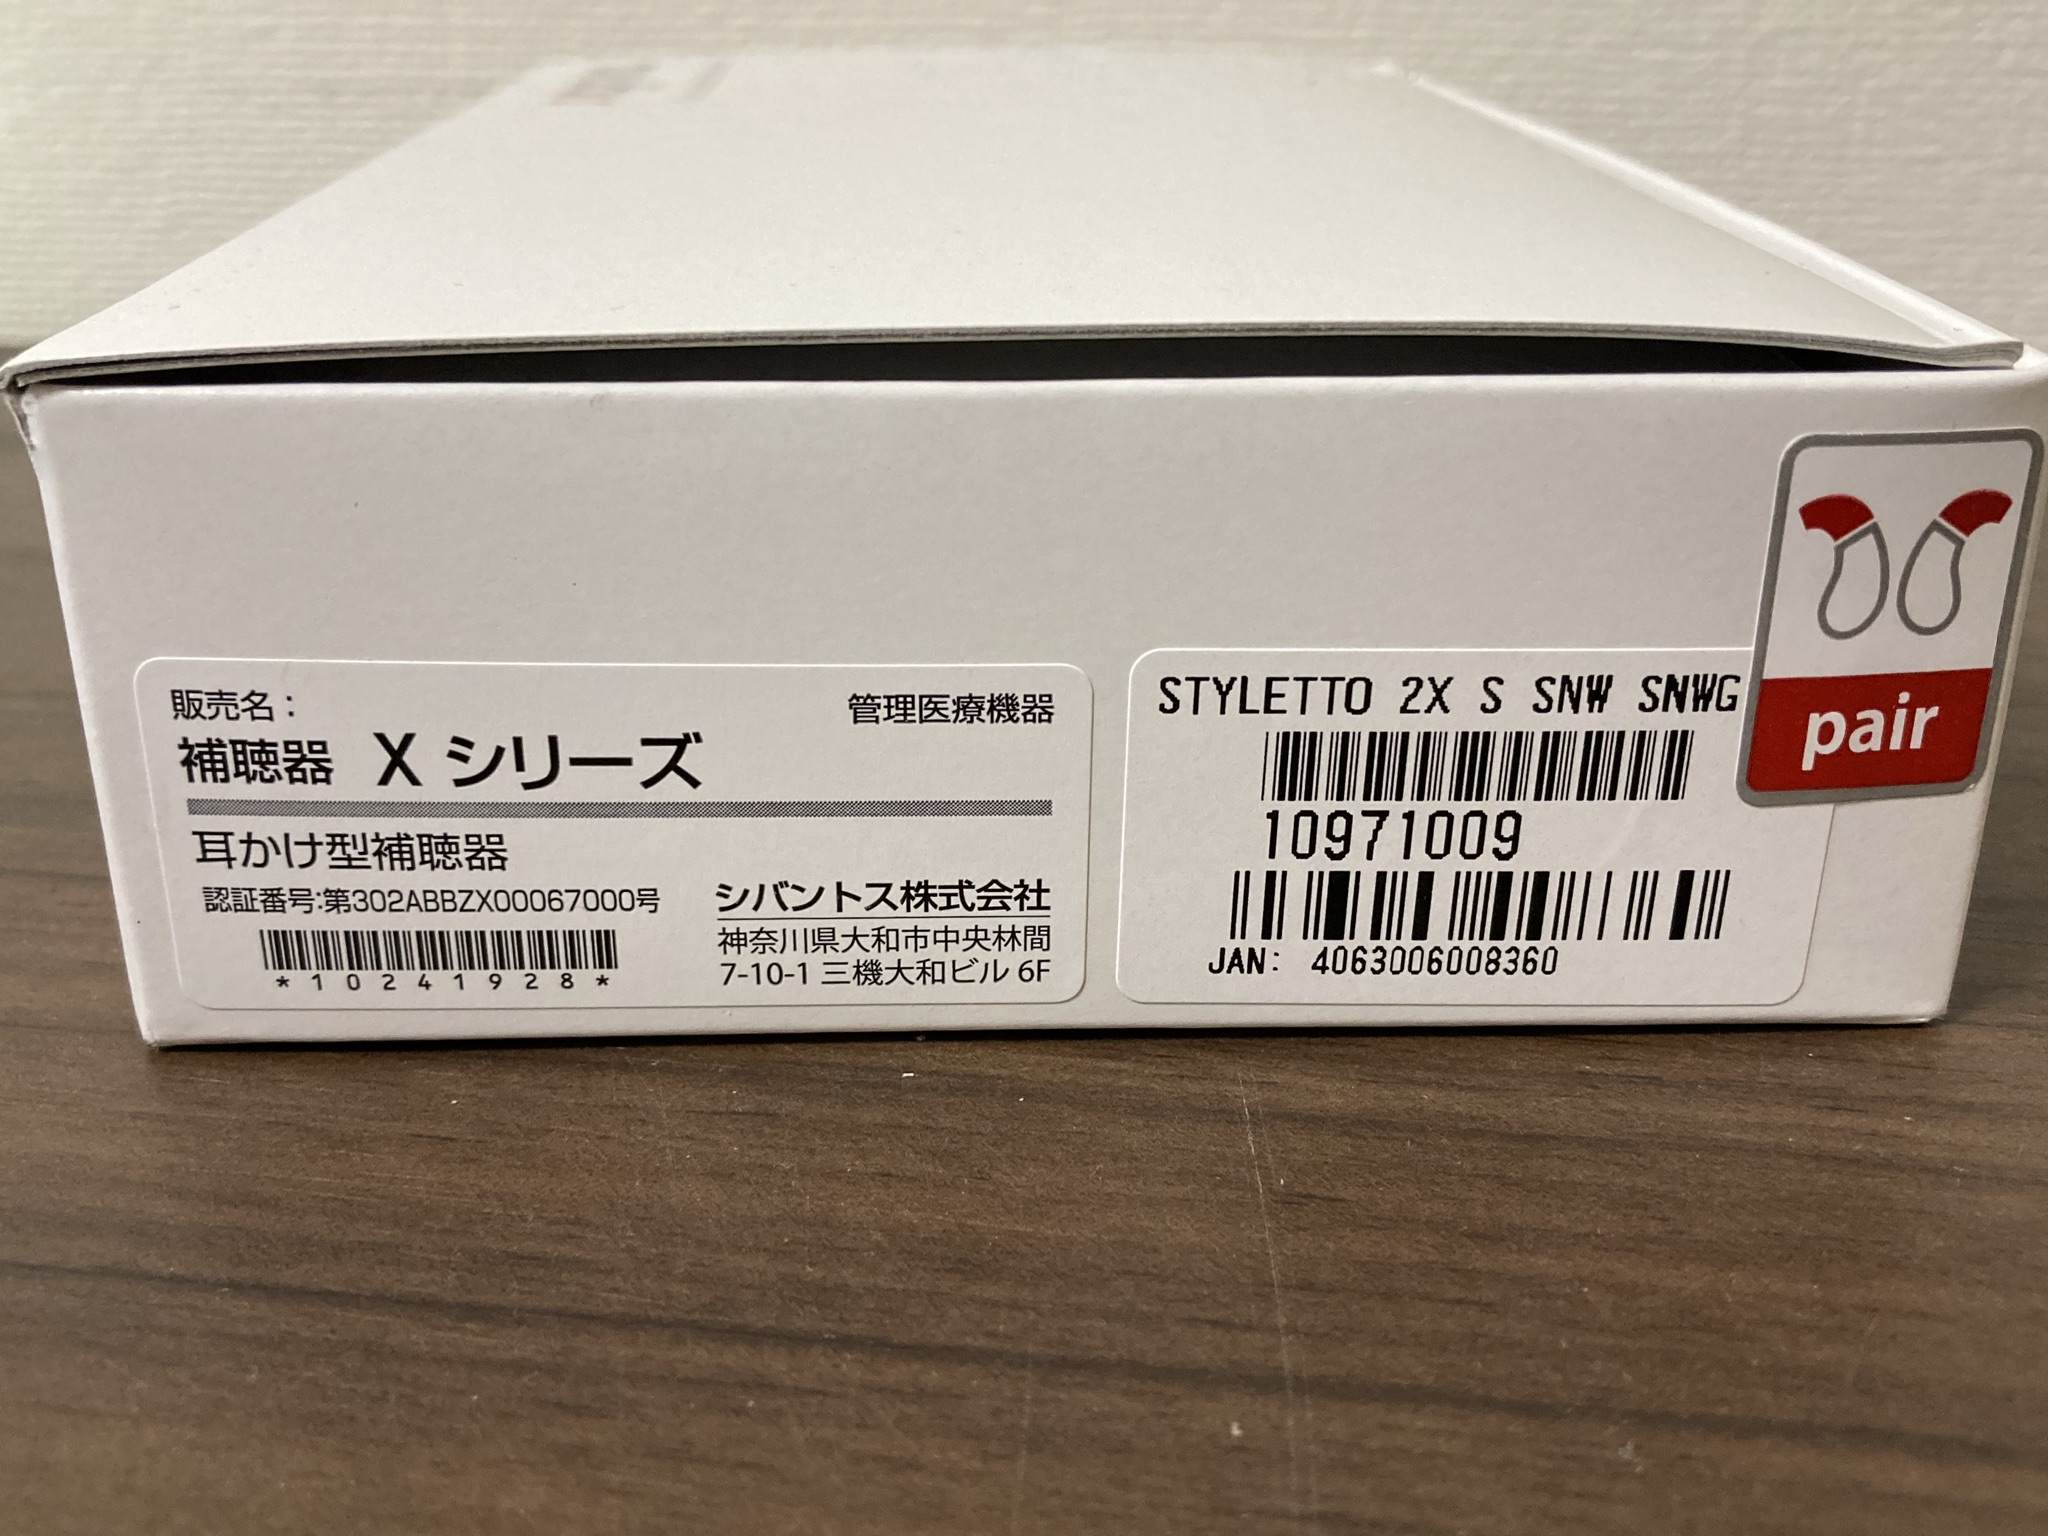 販売名：
管理医療機器
補聴器 X シリーズ
耳かけ型補聴器
認証番号:第302ABBZX00067000号
*10241928*
シバントス株式会社
神奈川県大和市中央林間
7-10-1 三機大和ビル 6F
STYLETTO 2X S SNW SNWG
10971009
JAN: 4063006008360
pair